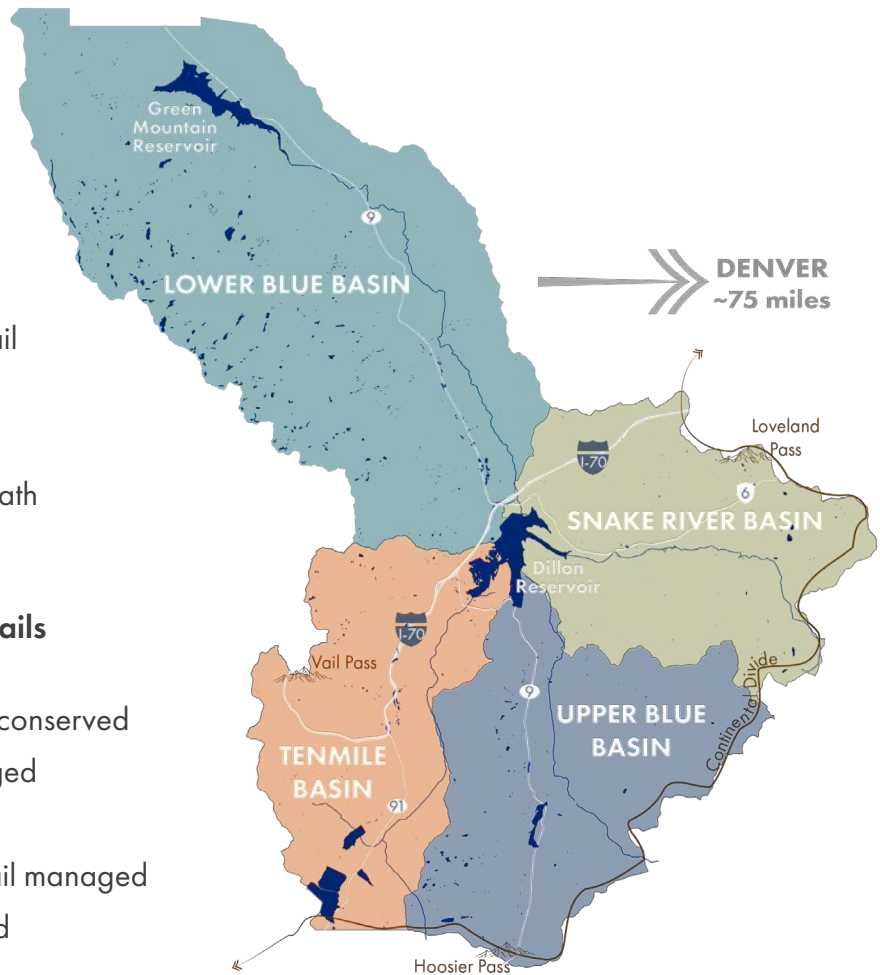 Green
Mountain
Reservoir
9
LOWER BLUE BASIN
DENVER
~75 miles
ail
Loveland
Pass
I-70
6
ath
SNAKE RIVER BASIN
Dillon
Reservoir
ails
I-70
Vail Pass
Continental Divide
9
conserved
UPPER BLUE
BASIN
ged
TENMILE
BASIN
91
ail managed
d
Hoosier Pass